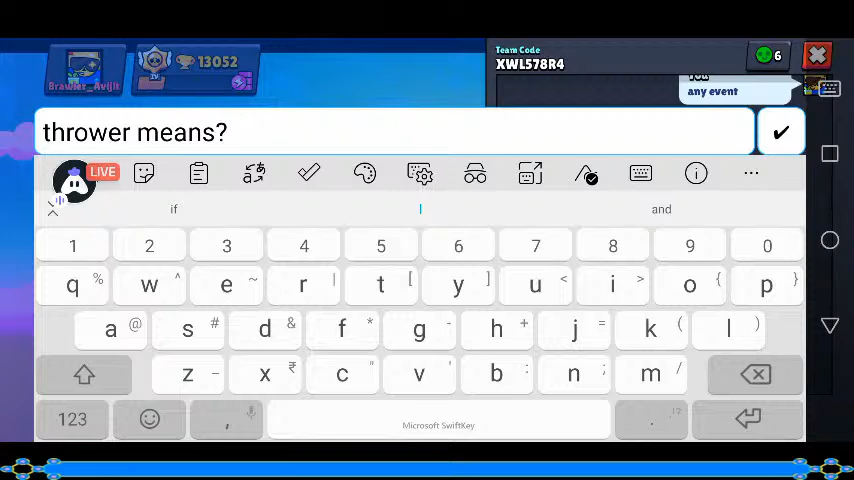 Team Code
XWL578R4
13052
6
Brawler_Avijit
any event
thrower means?
LIVE
if
I
and
1 2 3 4 5 6 7 8 9 0
q % w ^ e ~ r | t [ y ] u < i > o { p }
a @ s # d & f * g - h + j = k ( l )
z _ x ₹ c " v ' b : n ; m /
123 , Microsoft SwiftKey . !?